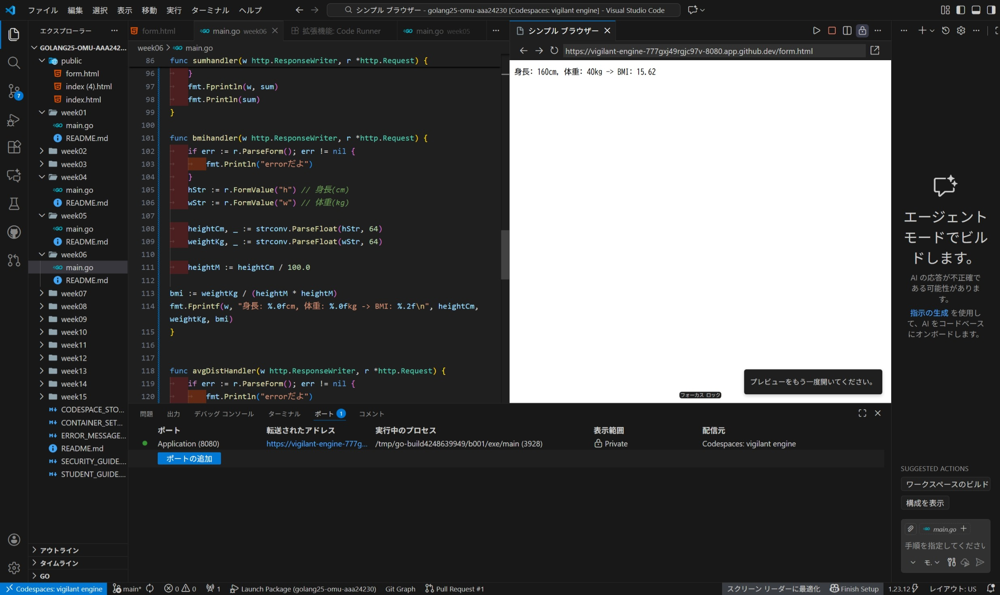 ファイル 編集 選択 表示 移動 実行 ターミナル ヘルプ
シンプル ブラウザー - golang25-omu-aaa24230 [Codespaces: vigilant engine] - Visual Studio Code
エクスプローラー
GOLANG25-OMU-AAA242...
public
form.html
index (4).html
index.html
week01
main.go
README.md
week02
week03
week04
main.go
README.md
week05
main.go
README.md
week06
main.go
README.md
week07
week08
week09
week10
week11
week12
week13
week14
week15
CODESPACE_STO...
CONTAINER_SET...
ERROR_MESSAGE...
README.md
SECURITY_GUIDE....
STUDENT_GUIDE....
アウトライン
タイムライン
GO
7
form.html
main.go week06
拡張機能: Code Runner
main.go week05
week06 > main.go
86 func sumhandler(w http.ResponseWriter, r *http.Request) {
96 }
97 fmt.Fprintln(w, sum)
98 fmt.Println(sum)
99 }
100
101 func bmihandler(w http.ResponseWriter, r *http.Request) {
102 if err := r.ParseForm(); err != nil {
103 fmt.Println("errorだよ")
104 }
105 hStr := r.FormValue("h") // 身長(cm)
106 wStr := r.FormValue("w") // 体重(kg)
107
108 heightCm, _ := strconv.ParseFloat(hStr, 64)
109 weightKg, _ := strconv.ParseFloat(wStr, 64)
110
111 heightM := heightCm / 100.0
112
113 bmi := weightKg / (heightM * heightM)
114 fmt.Fprintf(w, "身長: %.0fcm, 体重: %.0fkg -> BMI: %.2f\n", heightCm,
weightKg, bmi)
115 }
116
117
118 func avgDistHandler(w http.ResponseWriter, r *http.Request) {
119 if err := r.ParseForm(); err != nil {
120 fmt.Println("errorだよ")
シンプル ブラウザー
https://vigilant-engine-777gxj49rgjc97v-8080.app.github.dev/form.html
身長: 160cm, 体重: 40kg -> BMI: 15.62
プレビューをもう一度開いてください。
フォーカス ロック
問題 出力 デバッグ コンソール ターミナル ポート 1 コメント
ポート 転送されたアドレス 実行中のプロセス 表示範囲 配信元
Application (8080) https://vigilant-engine-777g... /tmp/go-build4248639949/b001/exe/main (3928) Private Codespaces: vigilant engine
ポートの追加
エージェント
モードでビル
ドします。
AI の応答が不正確で
ある可能性がありま
す。
指示の生成 を使用し
て、AI をコードベース
にオンボードします。
SUGGESTED ACTIONS
ワークスペースのビルド
構成を表示
main.go
手順を指定してください
モ.
Codespaces: vigilant engine main* 0 0 1 Launch Package (golang25-omu-aaa24230) Git Graph Pull Request #1 スクリーン リーダーに最適化 Finish Setup 1.23.12 レイアウト: US